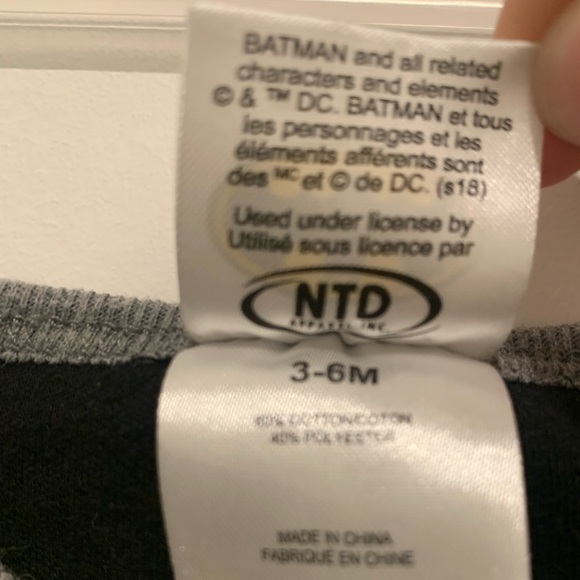 BATMAN and all related
characters and elements
© & ™ DC. BATMAN et tous
les personnages et les
éléments afférents sont
des ᴹᶜ et © de DC. (s18)
Used under license by
Utilisé sous licence par
NTD
APPAREL INC.
3-6M
60% COTTON/COTON
40% POLYESTER
MADE IN CHINA
FABRIQUE EN CHINE